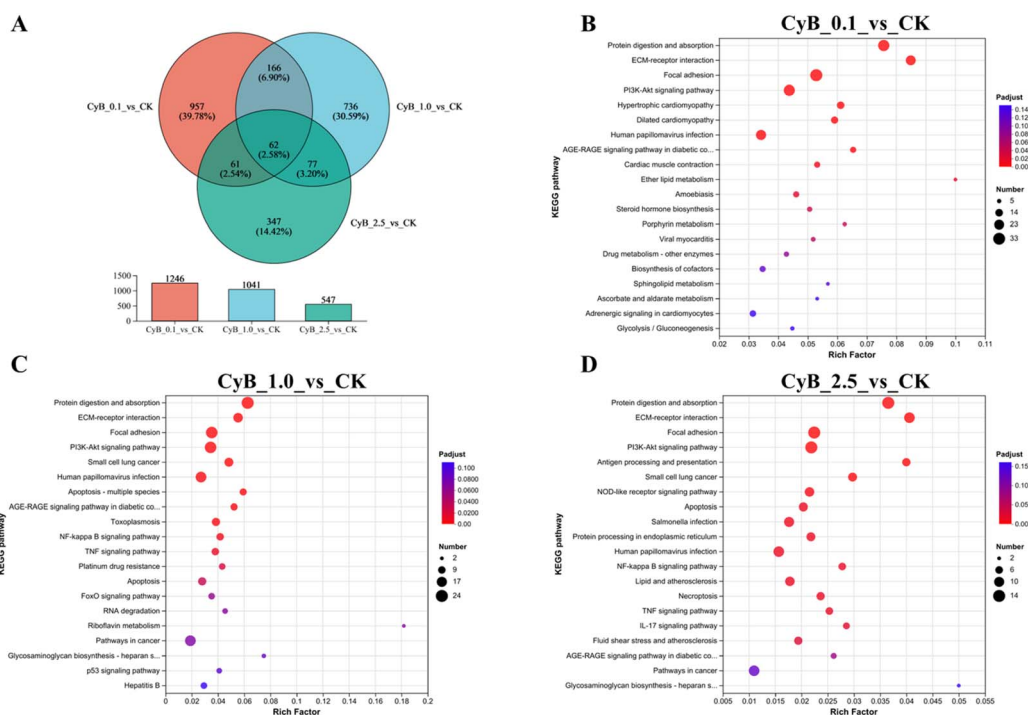 A
166
(6.90%)
CyB_0.1_vs_CK
957
(39.78%)
736
(30.59%)
CyB_1.0_vs_CK
62
(2.58%)
61
(2.54%)
77
(3.20%)
347
(14.42%)
CyB_2.5_vs_CK
1500
1000
500
0
1246
1041
547
CyB_0.1_vs_CK
CyB_1.0_vs_CK
CyB_2.5_vs_CK
B
CyB_0.1_vs_CK
KEGG pathway
Protein digestion and absorption
ECM-receptor interaction
Focal adhesion
PI3K-Akt signaling pathway
Hypertrophic cardiomyopathy
Dilated cardiomyopathy
Human papillomavirus infection
AGE-RAGE signaling pathway in diabetic co...
Cardiac muscle contraction
Ether lipid metabolism
Amoebiasis
Steroid hormone biosynthesis
Porphyrin metabolism
Viral myocarditis
Drug metabolism - other enzymes
Biosynthesis of cofactors
Sphingolipid metabolism
Ascorbate and aldarate metabolism
Adrenergic signaling in cardiomyocytes
Glycolysis / Gluconeogenesis
0.02 0.03 0.04 0.05 0.06 0.07 0.08 0.09 0.1 0.11
Rich Factor
Padjust
0.14
0.12
0.10
0.08
0.06
0.04
0.02
0.00
Number
5
14
23
33
C
CyB_1.0_vs_CK
KEGG pathway
Protein digestion and absorption
ECM-receptor interaction
Focal adhesion
PI3K-Akt signaling pathway
Small cell lung cancer
Human papillomavirus infection
Apoptosis - multiple species
AGE-RAGE signaling pathway in diabetic co...
Toxoplasmosis
NF-kappa B signaling pathway
TNF signaling pathway
Platinum drug resistance
Apoptosis
FoxO signaling pathway
RNA degradation
Riboflavin metabolism
Pathways in cancer
Glycosaminoglycan biosynthesis - heparan s...
p53 signaling pathway
Hepatitis B
0 0.02 0.04 0.06 0.08 0.1 0.12 0.14 0.16 0.18 0.2
Rich Factor
Padjust
0.100
0.0800
0.0600
0.0400
0.0200
0.00
Number
2
9
17
24
D
CyB_2.5_vs_CK
KEGG pathway
Protein digestion and absorption
ECM-receptor interaction
Focal adhesion
PI3K-Akt signaling pathway
Antigen processing and presentation
Small cell lung cancer
NOD-like receptor signaling pathway
Apoptosis
Salmonella infection
Protein processing in endoplasmic reticulum
Human papillomavirus infection
NF-kappa B signaling pathway
Lipid and atherosclerosis
Necroptosis
TNF signaling pathway
IL-17 signaling pathway
Fluid shear stress and atherosclerosis
AGE-RAGE signaling pathway in diabetic co...
Pathways in cancer
Glycosaminoglycan biosynthesis - heparan s...
0.005 0.01 0.015 0.02 0.025 0.03 0.035 0.04 0.045 0.05 0.055
Rich Factor
Padjust
0.15
0.10
0.05
0.00
Number
2
6
10
14